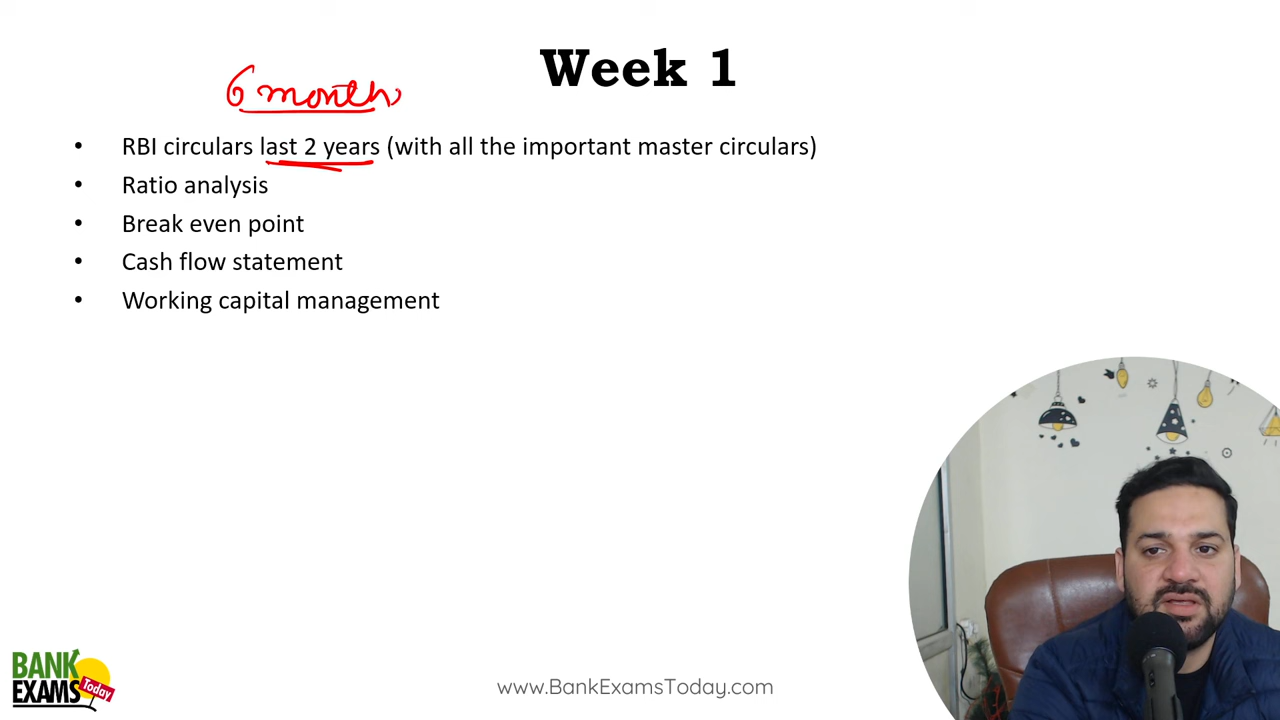 Week 1
6 months
• RBI circulars last 2 years (with all the important master circulars)
• Ratio analysis
• Break even point
• Cash flow statement
• Working capital management
BANK
EXAMS Today
www.BankExamsToday.com